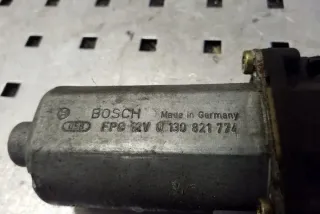 BOSCH Made in Germany
FPG 12V 0 130 821 774